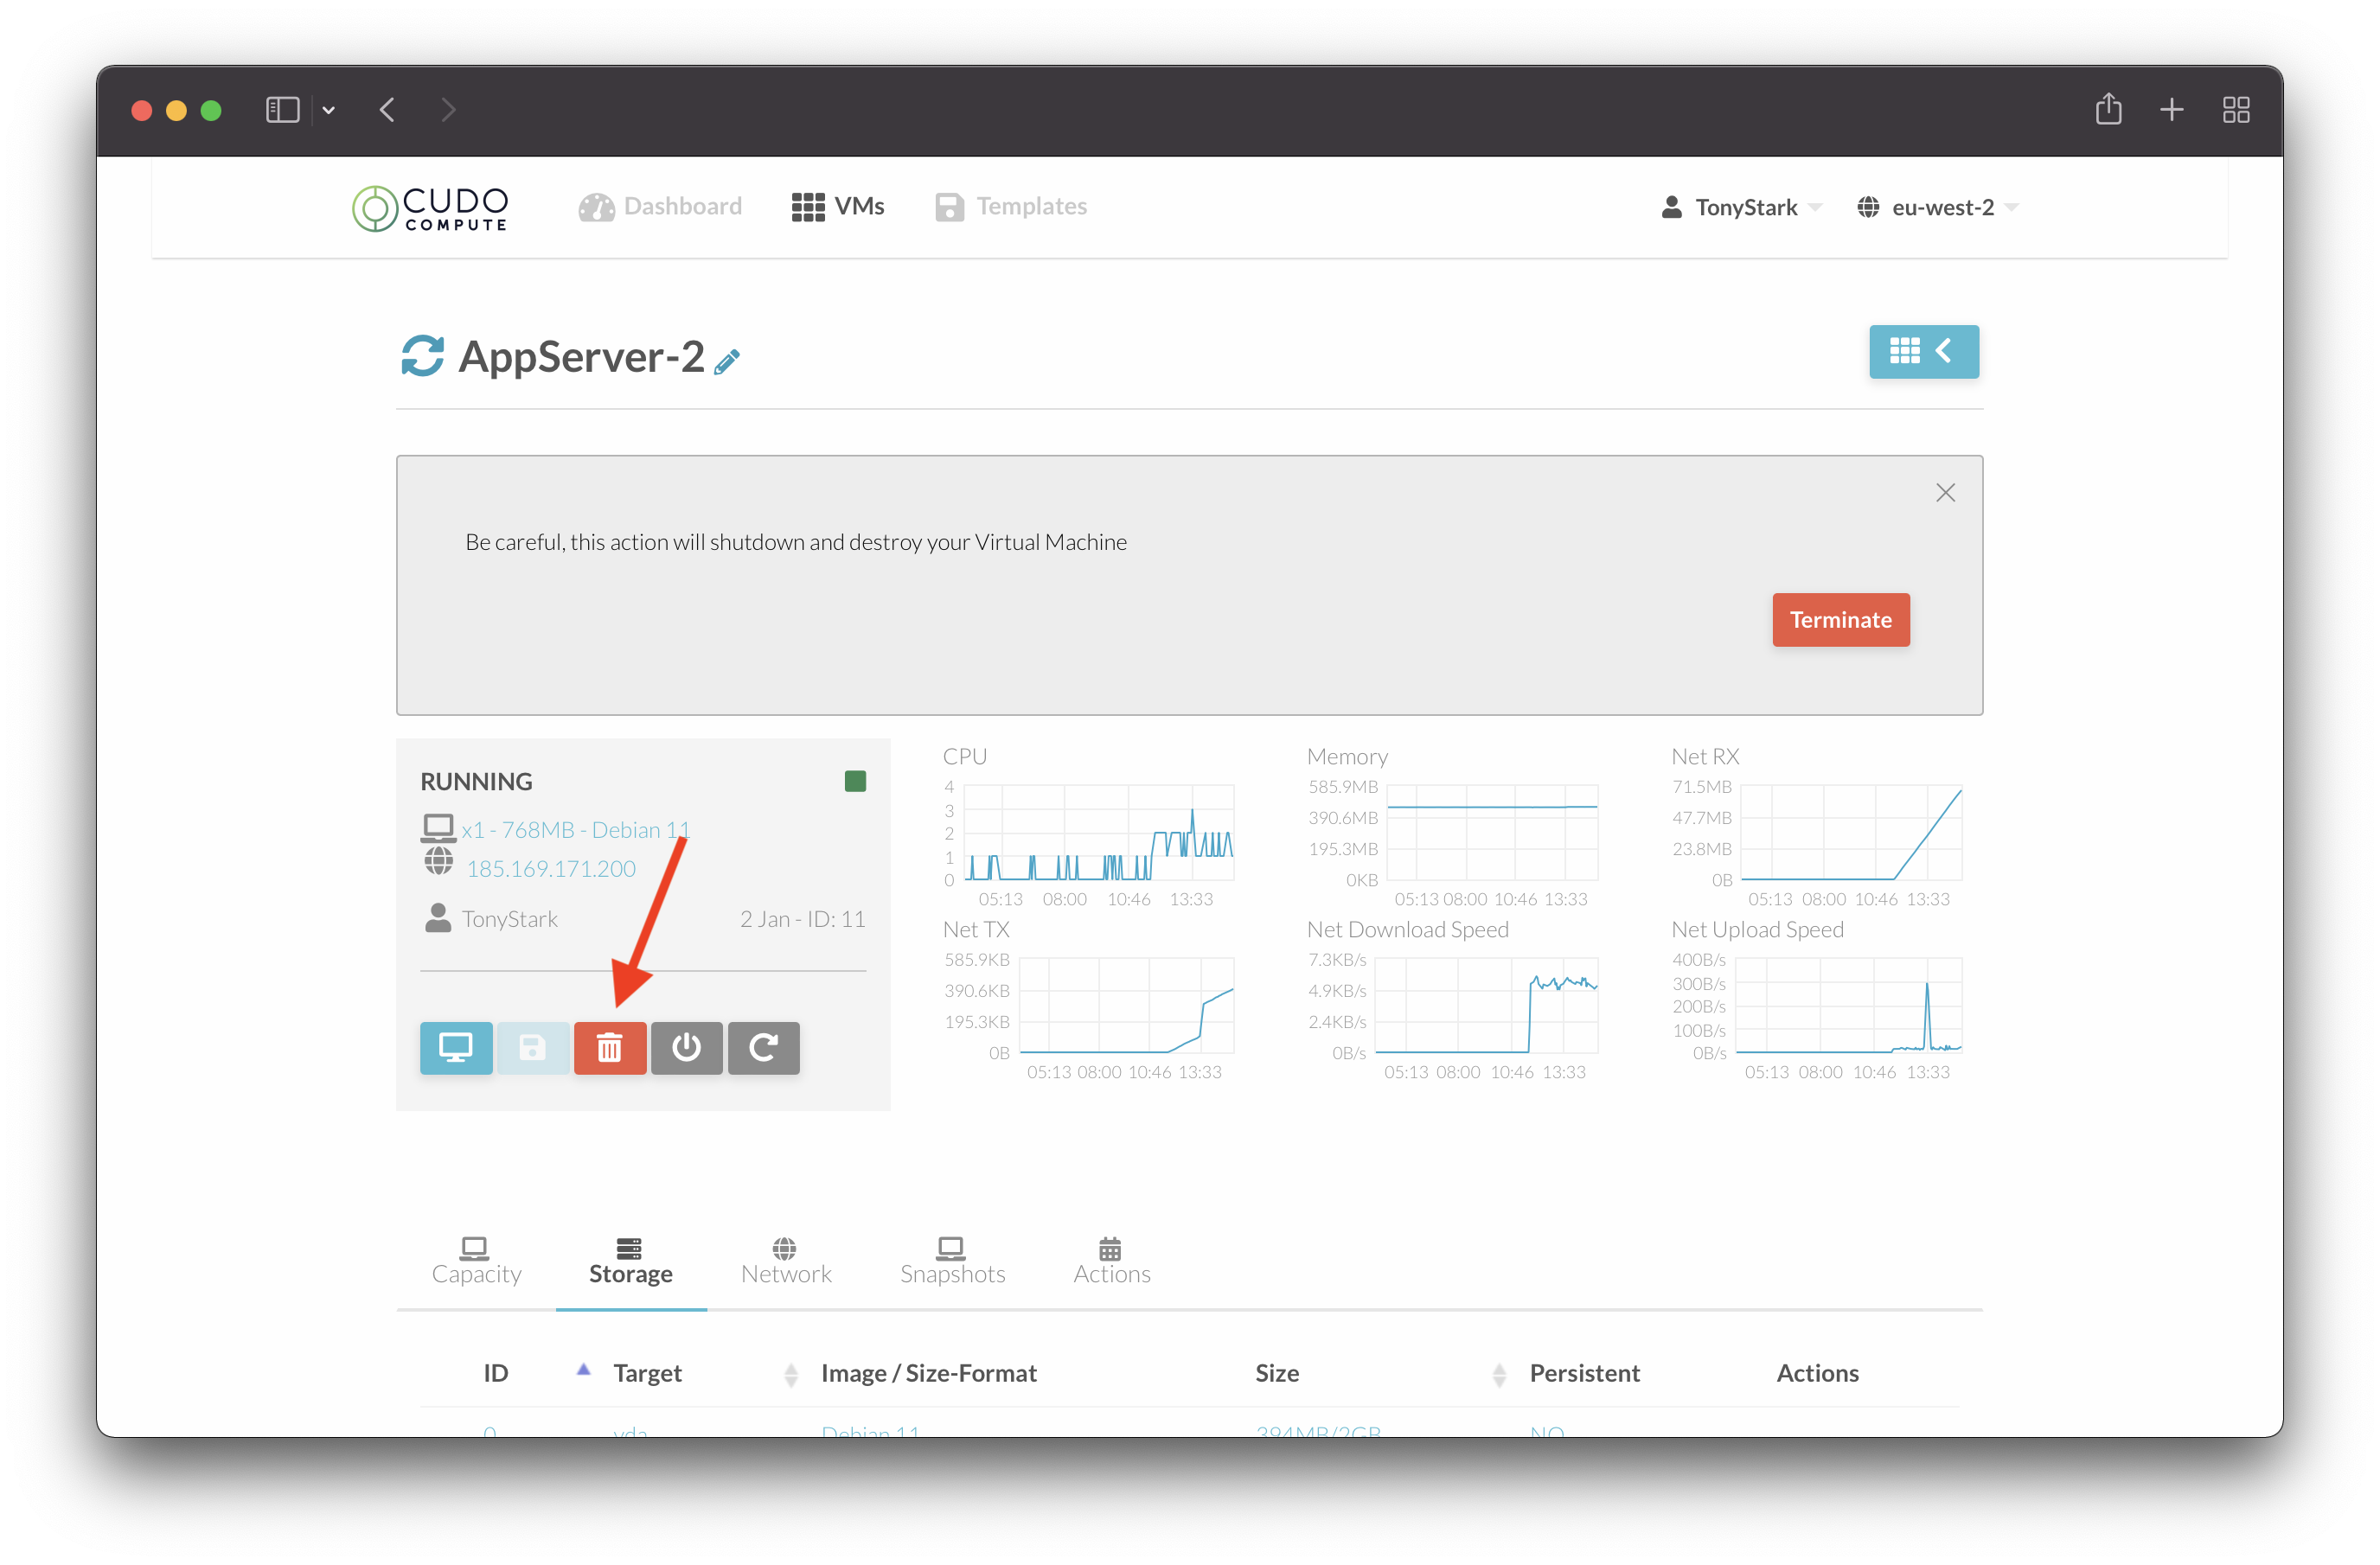 CUDO
COMPUTE
Dashboard
VMs
Templates
TonyStark
eu-west-2
AppServer-2
Be careful, this action will shutdown and destroy your Virtual Machine
Terminate
RUNNING
x1 - 768MB - Debian 11
185.169.171.200
TonyStark
2 Jan - ID: 11
CPU
4
3
2
1
0
05:13 08:00 10:46 13:33
Memory
585.9MB
390.6MB
195.3MB
0KB
05:13 08:00 10:46 13:33
Net RX
71.5MB
47.7MB
23.8MB
0B
05:13 08:00 10:46 13:33
Net TX
585.9KB
390.6KB
195.3KB
0B
05:13 08:00 10:46 13:33
Net Download Speed
7.3KB/s
4.9KB/s
2.4KB/s
0B/s
05:13 08:00 10:46 13:33
Net Upload Speed
400B/s
300B/s
200B/s
100B/s
0B/s
05:13 08:00 10:46 13:33
Capacity
Storage
Network
Snapshots
Actions
ID Target Image / Size-Format Size Persistent Actions
0 vda Debian 11 394MB/2GB NO